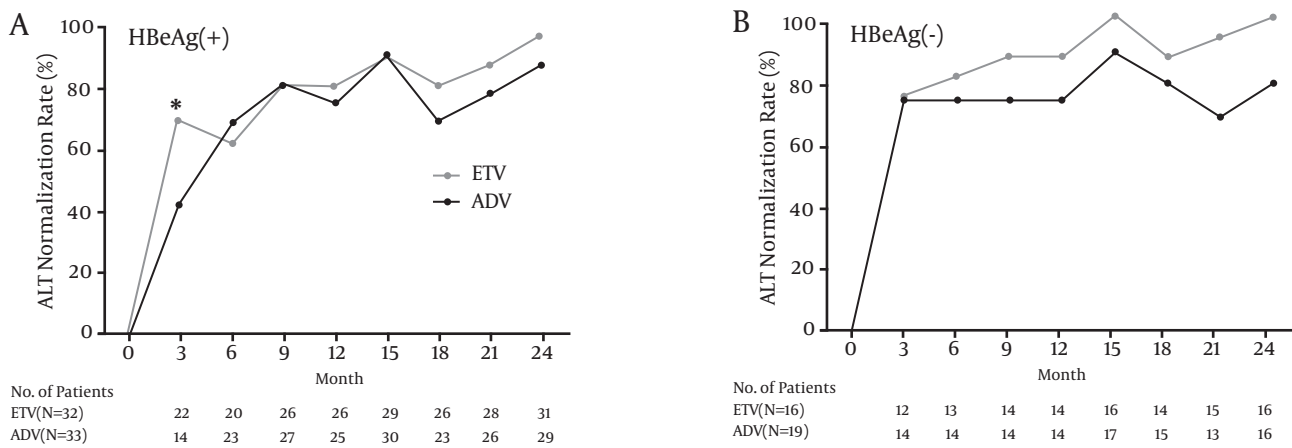 A
HBeAg(+)
ALT Normalization Rate (%)
100
80
60
40
20
0
*
ETV
ADV
0 3 6 9 12 15 18 21 24
Month
No. of Patients
ETV(N=32) 22 20 26 26 29 26 28 31
ADV(N=33) 14 23 27 25 30 23 26 29
B
HBeAg(-)
ALT Normalization Rate (%)
100
80
60
40
20
0
0 3 6 9 12 15 18 21 24
Month
No. of Patients
ETV(N=16) 12 13 14 14 16 14 15 16
ADV(N=19) 14 14 14 14 17 15 13 16